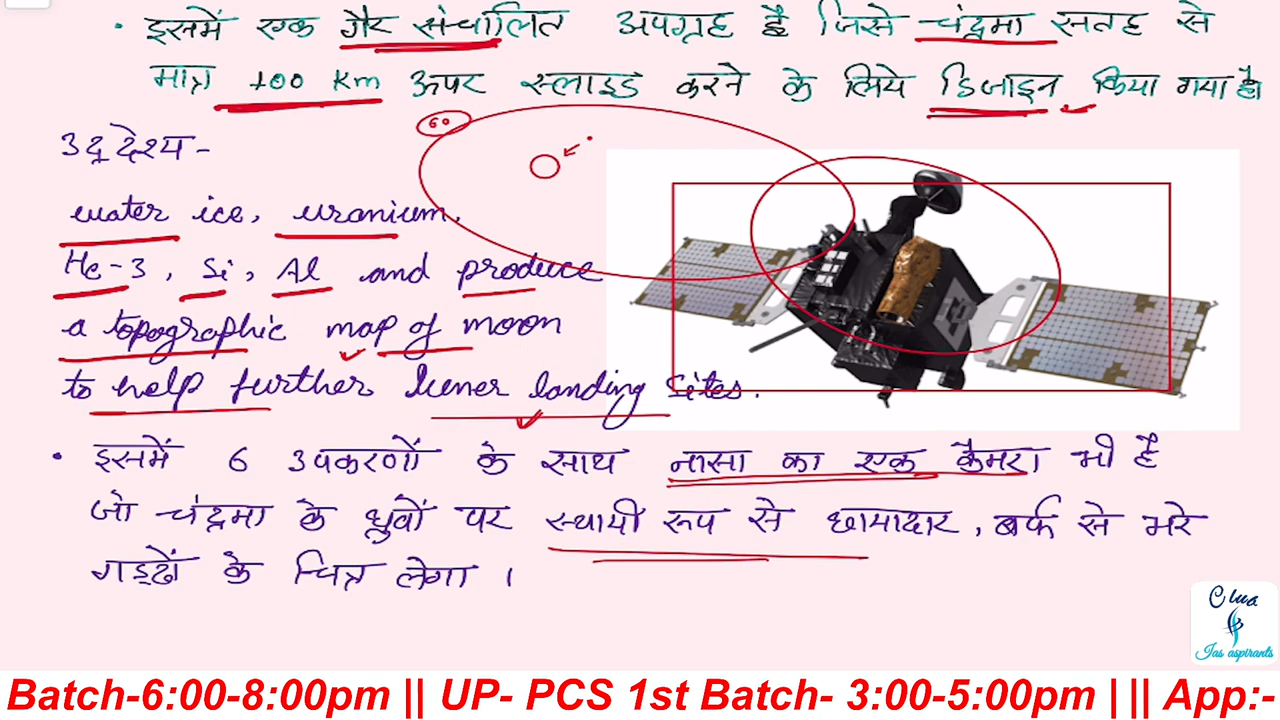 • इसमें एक गैर संचालित अपग्रह है जिसे चंद्रमा सतह से
मात्र 100 Km ऊपर स्लाइड करने के लिये डिजाइन किया गया है।
उद्देश्य-
60
water ice, uranium,
He-3, Si, Al and produce
a topographic map of moon
to help further luner landing sites.
• इसमें 6 उपकरणों के साथ नासा का एक कैमरा भी है
जो चंद्रमा के ध्रुवों पर स्थायी रूप से छायादार, बर्फ से भरे
गड्ढों के चित्र लेगा ।
Clue
Ias aspirants
Batch-6:00-8:00pm || UP- PCS 1st Batch- 3:00-5:00pm | || App:-